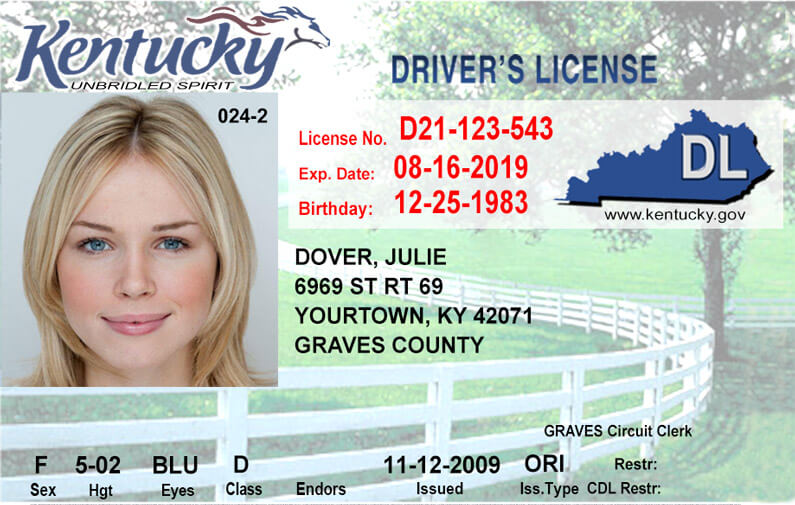 Kentucky
UNBRIDLED SPIRIT
DRIVER'S LICENSE
024-2
License No. D21-123-543
Exp. Date: 08-16-2019
Birthday: 12-25-1983
DL
www.kentucky.gov
DOVER, JULIE
6969 ST RT 69
YOURTOWN, KY 42071
GRAVES COUNTY
GRAVES Circuit Clerk
F 5-02 BLU D 11-12-2009 ORI Restr:
Sex Hgt Eyes Class Endors Issued Iss.Type CDL Restr: